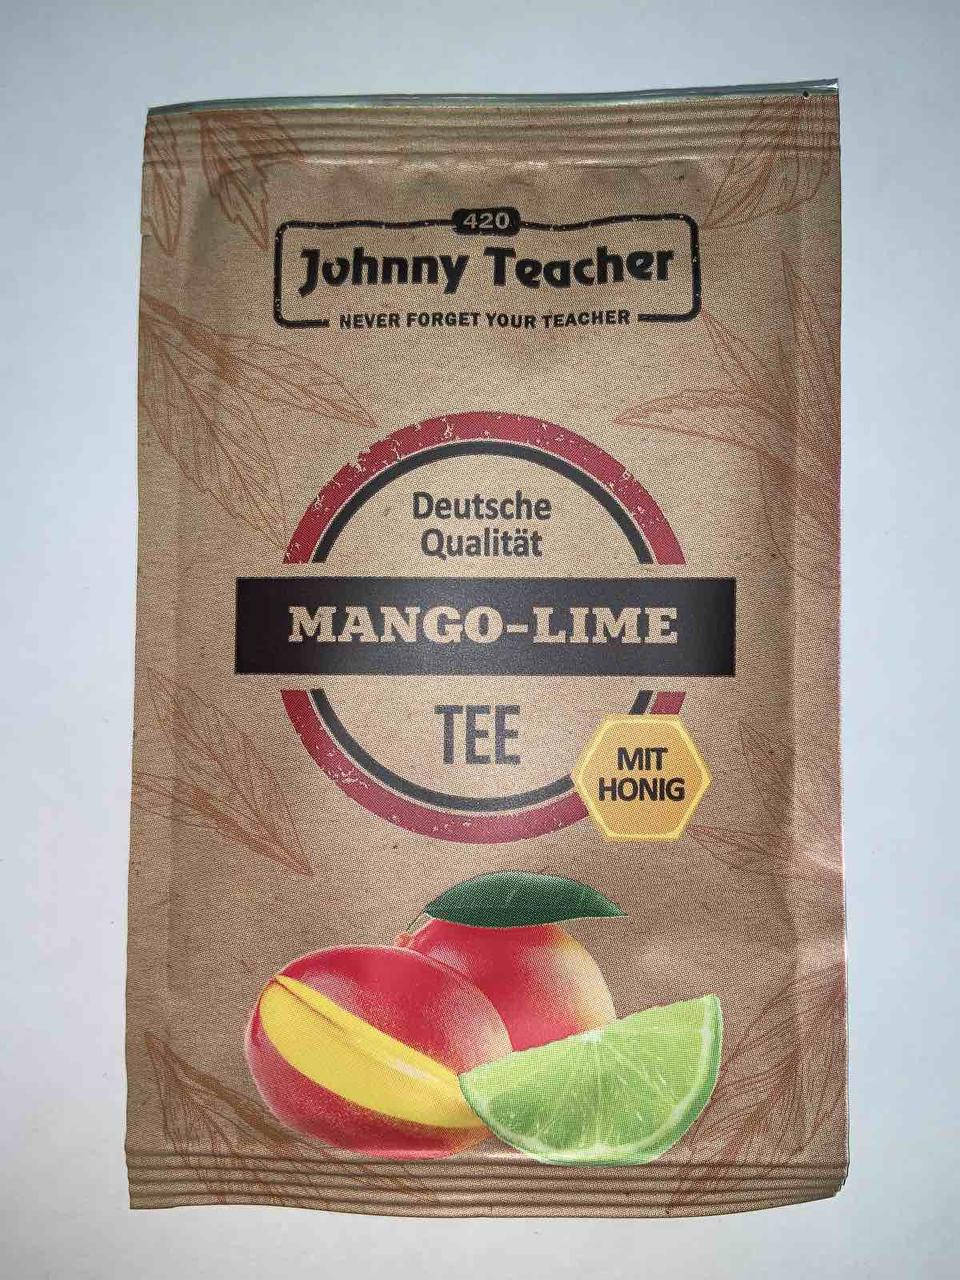 420
Johnny Teacher
NEVER FORGET YOUR TEACHER
Deutsche
Qualität
MANGO-LIME
TEE
MIT
HONIG